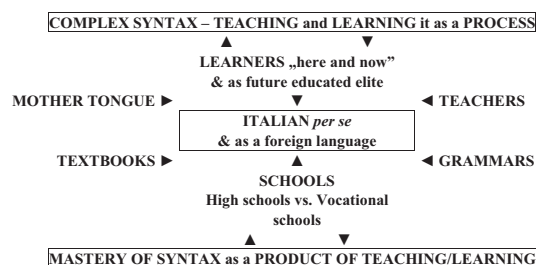 COMPLEX SYNTAX – TEACHING and LEARNING it as a PROCESS
▲ ▼
LEARNERS „here and now”
& as future educated elite
MOTHER TONGUE ► ▼ ◄ TEACHERS
ITALIAN per se
& as a foreign language
TEXTBOOKS ► ▲ ◄ GRAMMARS
SCHOOLS
High schools vs. Vocational
schools
▲ ▼
MASTERY OF SYNTAX as a PRODUCT OF TEACHING/LEARNING